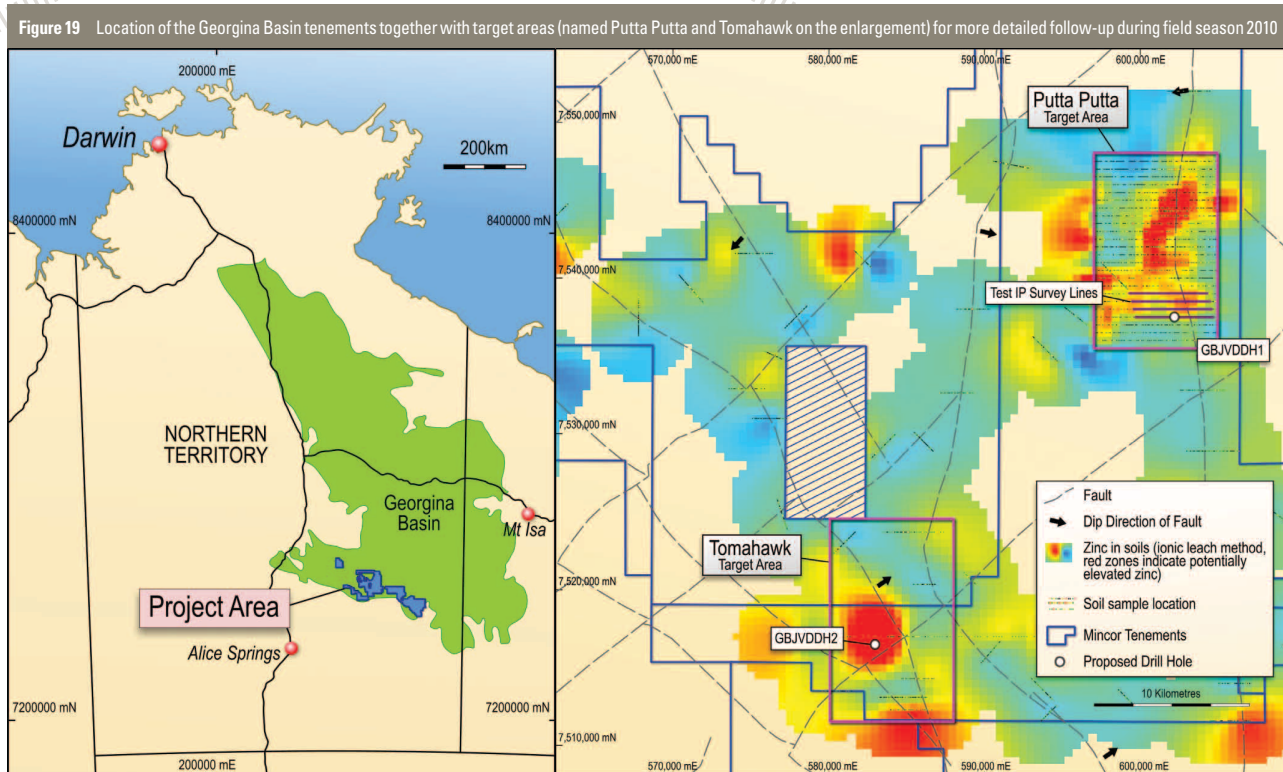 Figure 19 Location of the Georgina Basin tenements together with target areas (named Putta Putta and Tomahawk on the enlargement) for more detailed follow-up during field season 2010
200000 mE
Darwin
200km
8400000 mN
8400000 mN
NORTHERN
TERRITORY
Georgina
Basin
Mt Isa
Project Area
Alice Springs
7200000 mN
7200000 mN
200000 mE
570,000 mE
580,000 mE
590,000 mE
600,000 mE
7,550,000 mN
Putta Putta
Target Area
7,540,000 mN
Test IP Survey Lines
GBJVDDH1
7,530,000 mN
Tomahawk
Target Area
7,520,000 mN
GBJVDDH2
7,510,000 mN
Fault
Dip Direction of Fault
Zinc in soils (ionic leach method,
red zones indicate potentially
elevated zinc)
Soil sample location
Mincor Tenements
Proposed Drill Hole
10 Kilometres
570,000 mE
580,000 mE
590,000 mE
600,000 mE